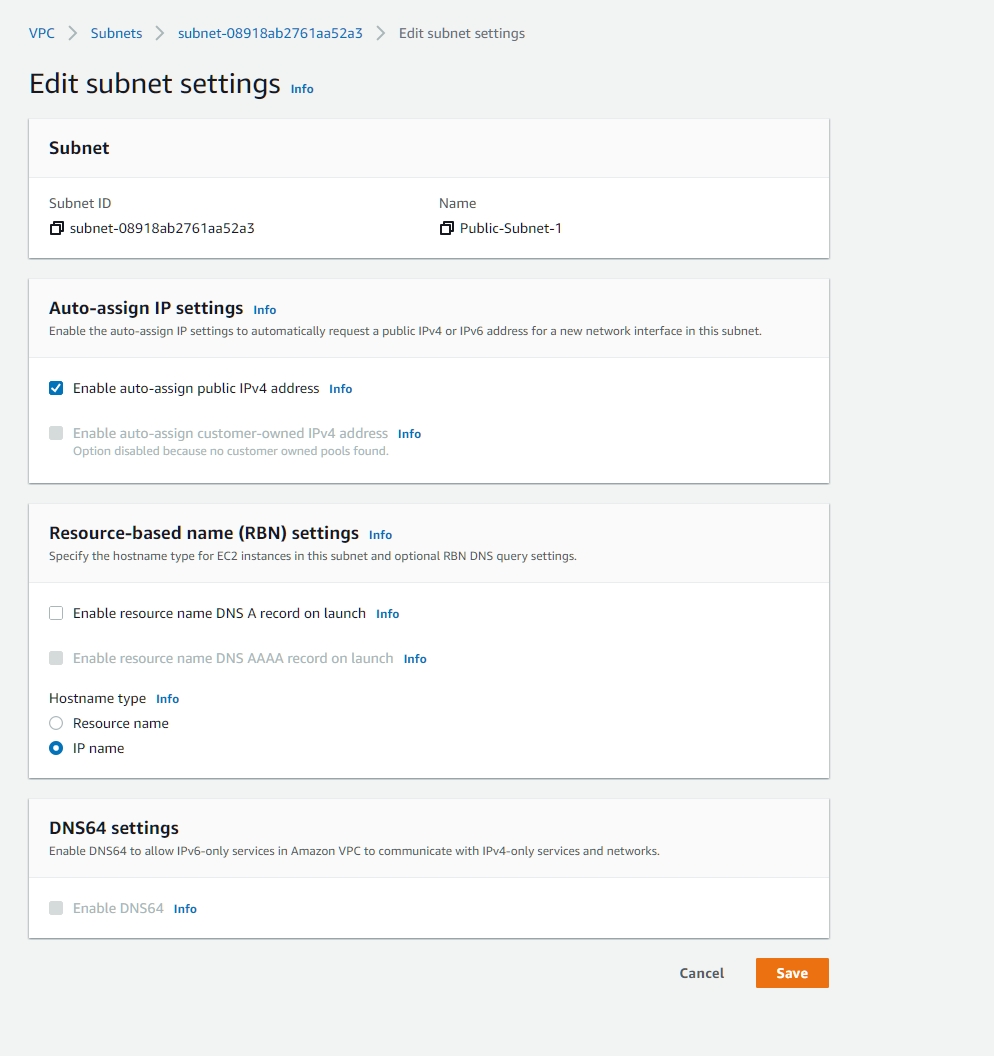 VPC > Subnets > subnet-08918ab2761aa52a3 > Edit subnet settings
Edit subnet settings Info
Subnet
Subnet ID Name
subnet-08918ab2761aa52a3 Public-Subnet-1
Auto-assign IP settings Info
Enable the auto-assign IP settings to automatically request a public IPv4 or IPv6 address for a new network interface in this subnet.
Enable auto-assign public IPv4 address Info
Enable auto-assign customer-owned IPv4 address Info
Option disabled because no customer owned pools found.
Resource-based name (RBN) settings Info
Specify the hostname type for EC2 instances in this subnet and optional RBN DNS query settings.
Enable resource name DNS A record on launch Info
Enable resource name DNS AAAA record on launch Info
Hostname type Info
Resource name
IP name
DNS64 settings
Enable DNS64 to allow IPv6-only services in Amazon VPC to communicate with IPv4-only services and networks.
Enable DNS64 Info
Cancel Save